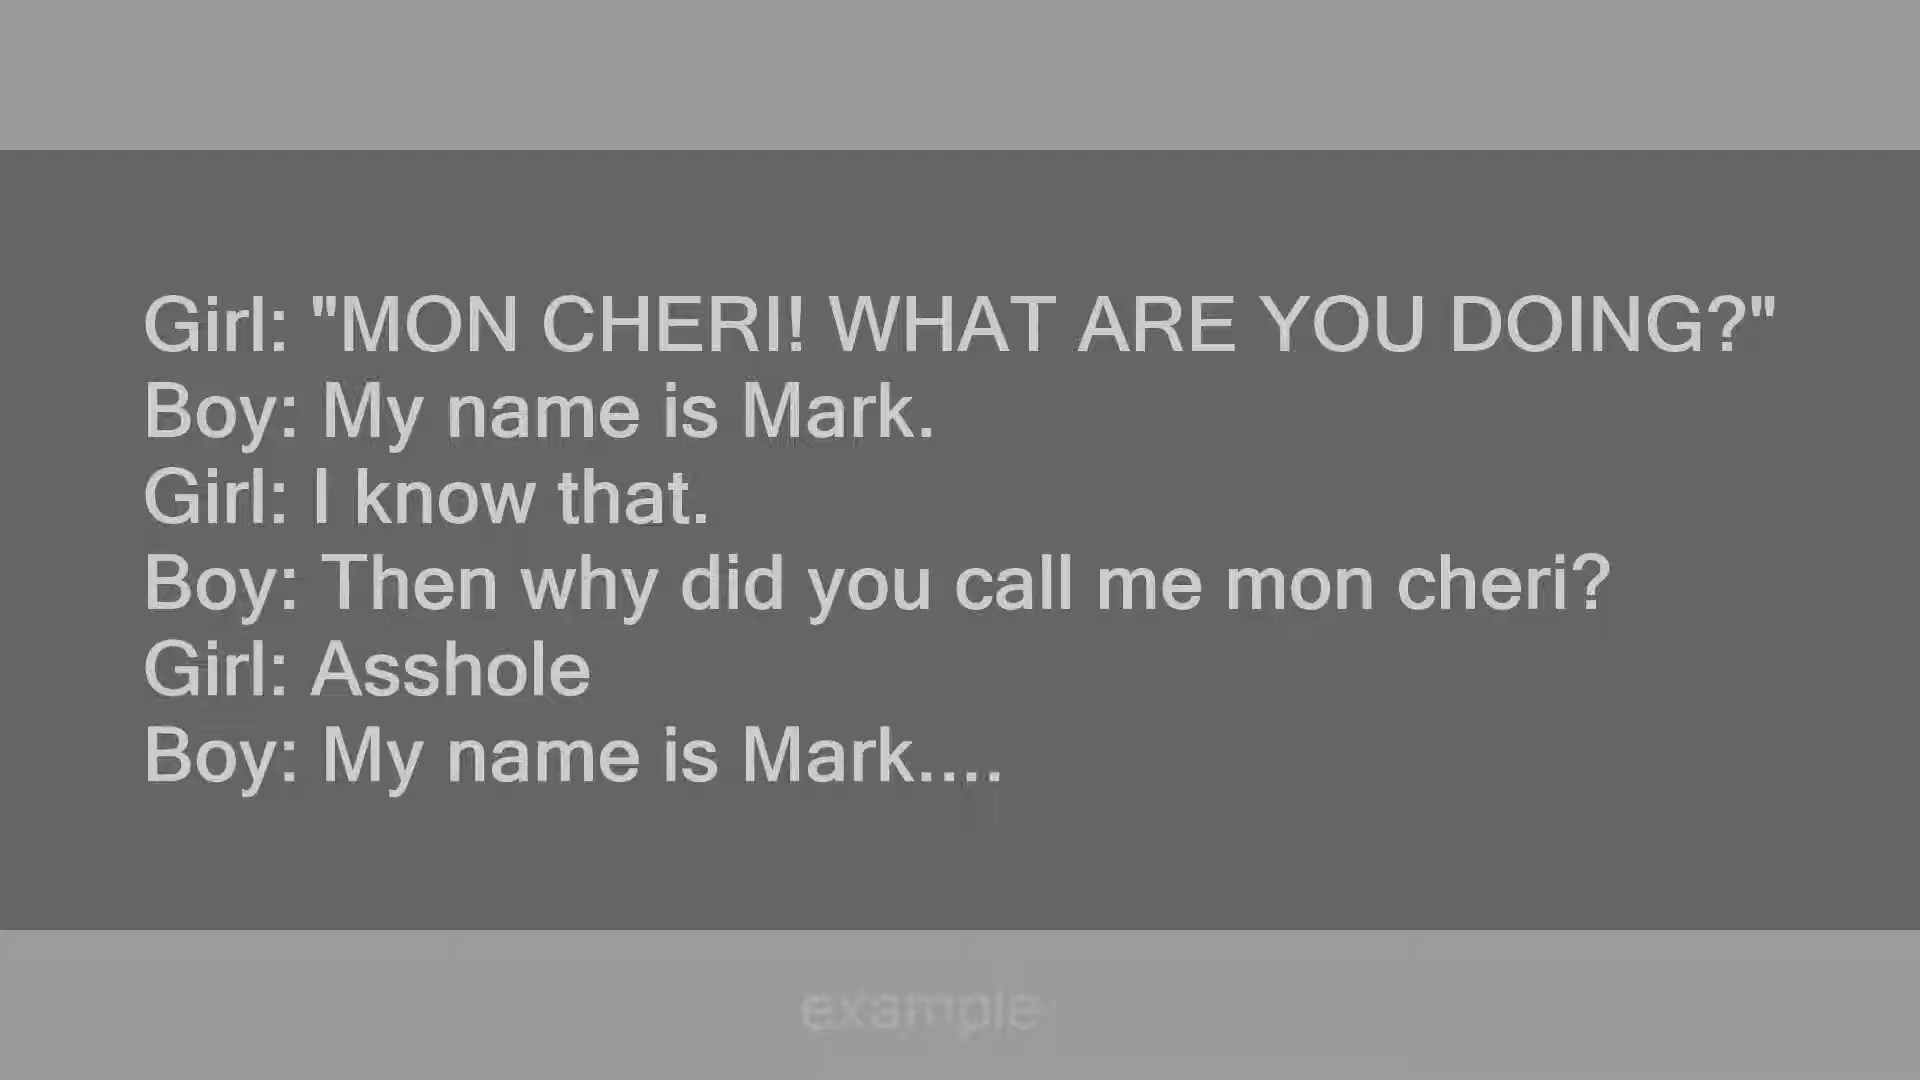 Girl: "MON CHERI! WHAT ARE YOU DOING?"
Boy: My name is Mark.
Girl: I know that.
Boy: Then why did you call me mon cheri?
Girl: Asshole
Boy: My name is Mark....
example